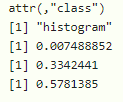 attr(,"class")
[1] "histogram"
[1] 0.007488852
[1] 0.3342441
[1] 0.5781385